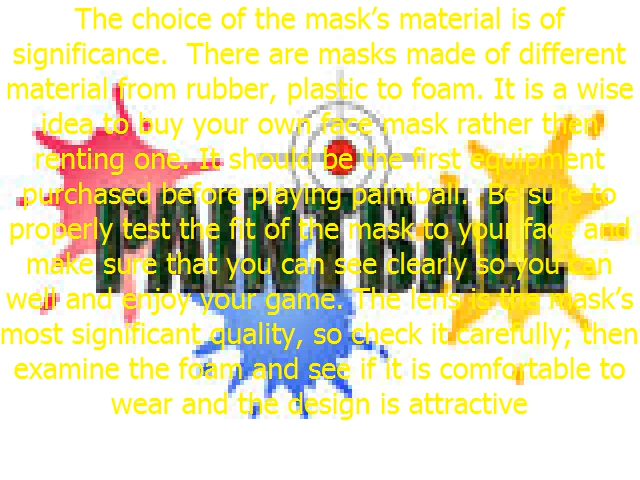 The choice of the mask’s material is of
significance.  There are masks made of different
material from rubber, plastic to foam. It is a wise
idea to buy your own face mask rather then
renting one. It should be the first equipment
purchased before playing paintball.  Be sure to
properly test the fit of the mask to your face and
make sure that you can see clearly so you can
well and enjoy your game. The lens is the mask’s
most significant quality, so check it carefully; then
examine the foam and see if it is comfortable to
wear and the design is attractive
PAINTBALL